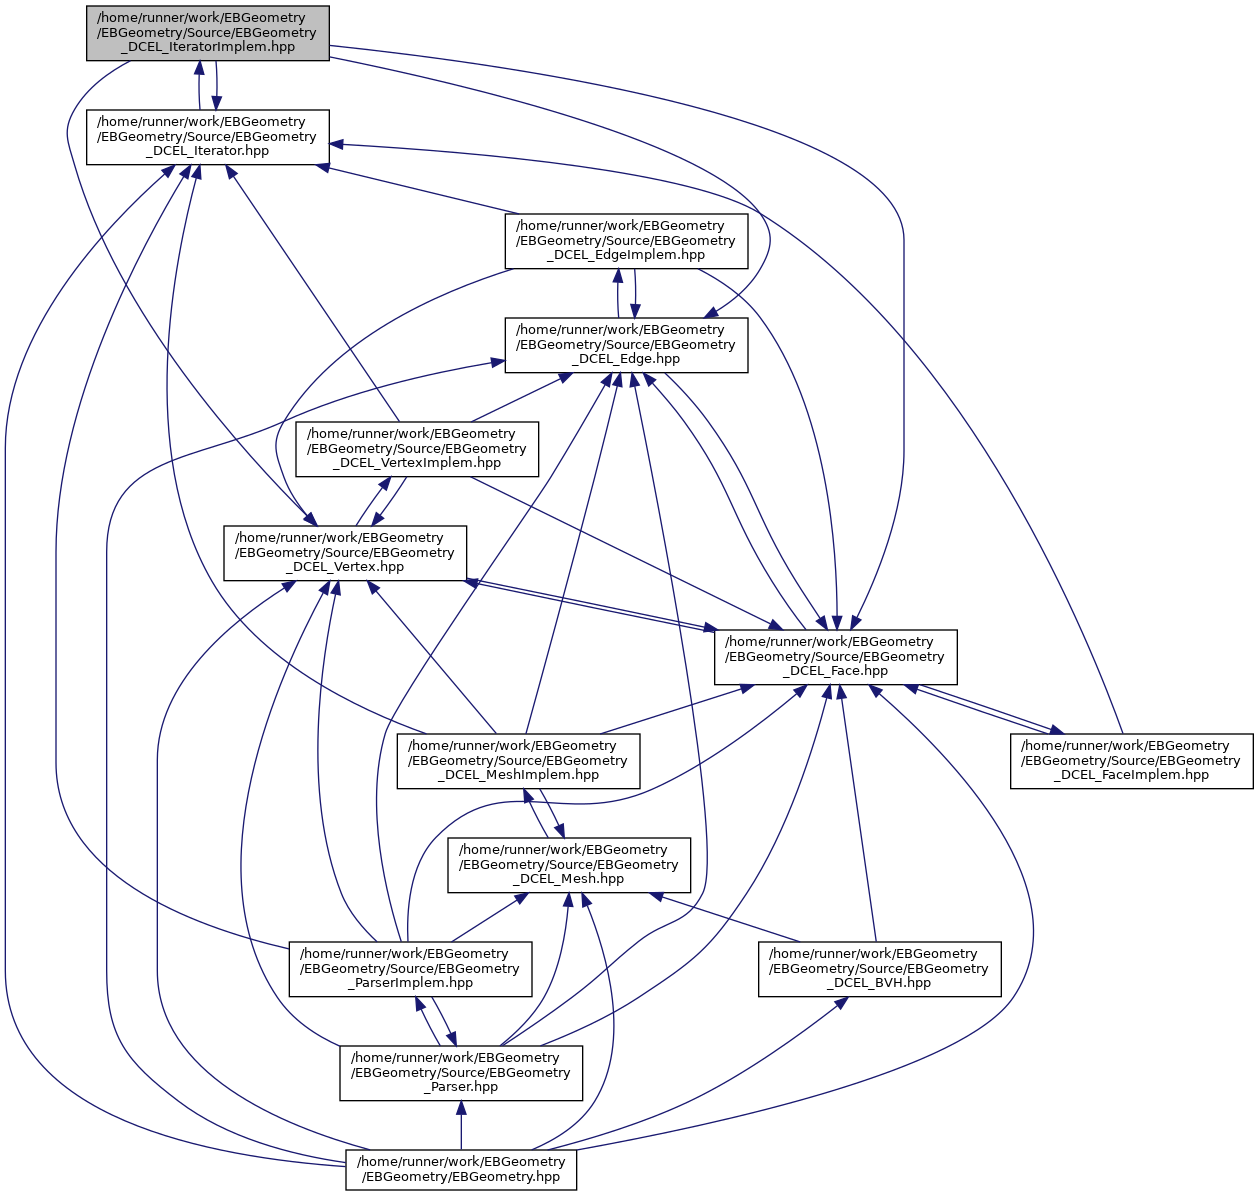 /home/runner/work/EBGeometry
/EBGeometry/Source/EBGeometry
_DCEL_IteratorImplem.hpp
/home/runner/work/EBGeometry
/EBGeometry/Source/EBGeometry
_DCEL_Iterator.hpp
/home/runner/work/EBGeometry
/EBGeometry/Source/EBGeometry
_DCEL_EdgeImplem.hpp
/home/runner/work/EBGeometry
/EBGeometry/Source/EBGeometry
_DCEL_Edge.hpp
/home/runner/work/EBGeometry
/EBGeometry/Source/EBGeometry
_DCEL_VertexImplem.hpp
/home/runner/work/EBGeometry
/EBGeometry/Source/EBGeometry
_DCEL_Vertex.hpp
/home/runner/work/EBGeometry
/EBGeometry/Source/EBGeometry
_DCEL_Face.hpp
/home/runner/work/EBGeometry
/EBGeometry/Source/EBGeometry
_DCEL_MeshImplem.hpp
/home/runner/work/EBGeometry
/EBGeometry/Source/EBGeometry
_DCEL_FaceImplem.hpp
/home/runner/work/EBGeometry
/EBGeometry/Source/EBGeometry
_DCEL_Mesh.hpp
/home/runner/work/EBGeometry
/EBGeometry/Source/EBGeometry
_ParserImplem.hpp
/home/runner/work/EBGeometry
/EBGeometry/Source/EBGeometry
_DCEL_BVH.hpp
/home/runner/work/EBGeometry
/EBGeometry/Source/EBGeometry
_Parser.hpp
/home/runner/work/EBGeometry
/EBGeometry/EBGeometry.hpp